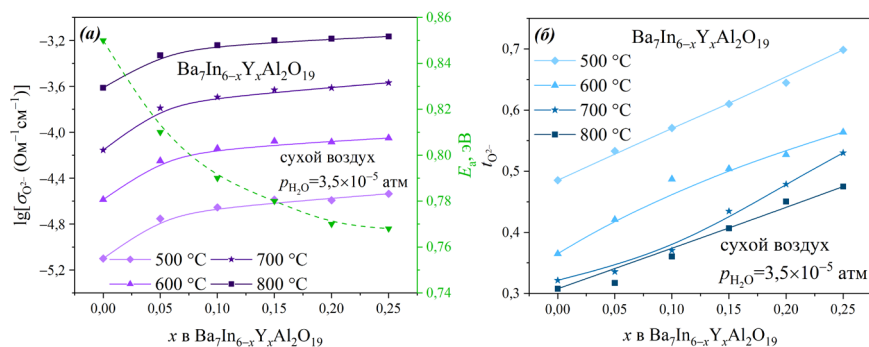 (а)
Ba7In6–xYxAl2O19
сухой воздух
pH2O=3,5×10–5 атм
500 °C
700 °C
600 °C
800 °C
lg[σO2- (Ом–1см–1)]
–3,2
–3,6
–4,0
–4,4
–4,8
–5,2
0,00
0,05
0,10
0,15
0,20
0,25
x в Ba7In6–xYxAl2O19
0,86
0,84
0,82
0,80
0,78
0,76
0,74
Ea, эВ
(б)
Ba7In6–xYxAl2O19
500 °C
600 °C
700 °C
800 °C
сухой воздух
pH2O=3,5×10–5 атм
tO2-
0,7
0,6
0,5
0,4
0,3
0,00
0,05
0,10
0,15
0,20
0,25
x в Ba7In6–xYxAl2O19